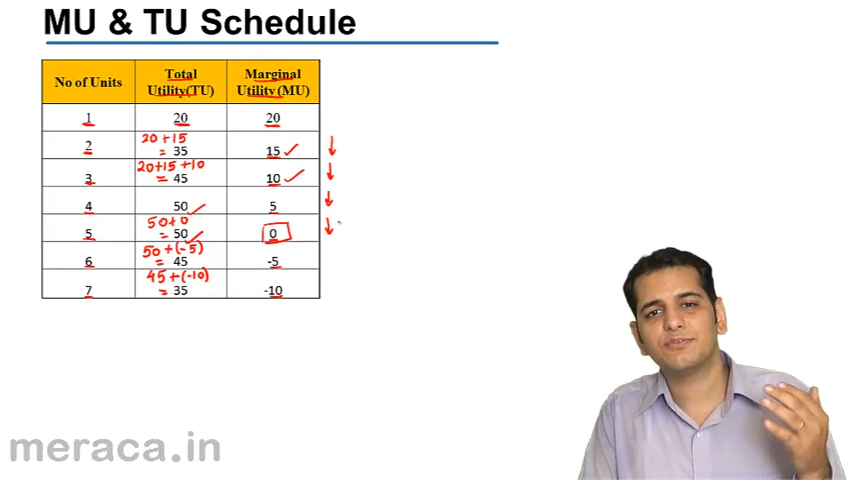 MU & TU Schedule
No of Units Total Utility(TU) Marginal Utility (MU)
1 20 20
20+15
2 = 35 15
20+15+10
3 = 45 10
4 50 5
50+0
5 = 50 0
50+(-5)
6 = 45 -5
45+(-10)
7 = 35 -10
meraca.in